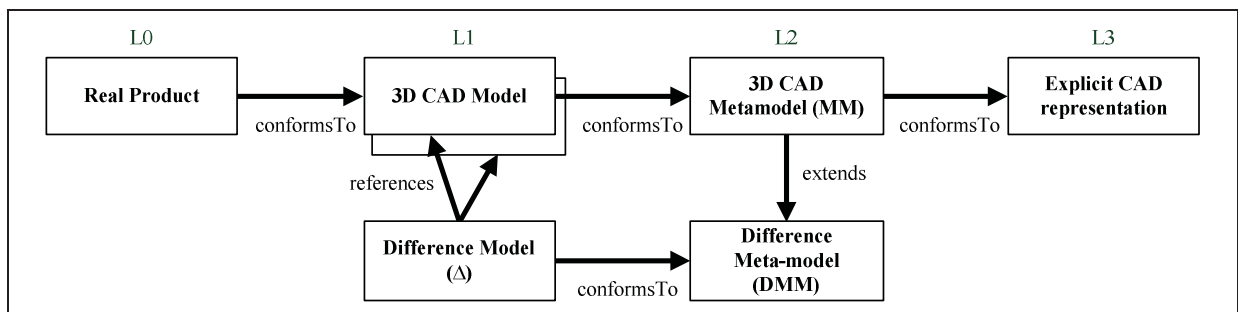 L0
L1
L2
L3
Real Product
3D CAD Model
3D CAD
Metamodel (MM)
Explicit CAD
representation
conformsTo
conformsTo
conformsTo
references
extends
Difference Model
(Δ)
Difference
Meta-model
(DMM)
conformsTo